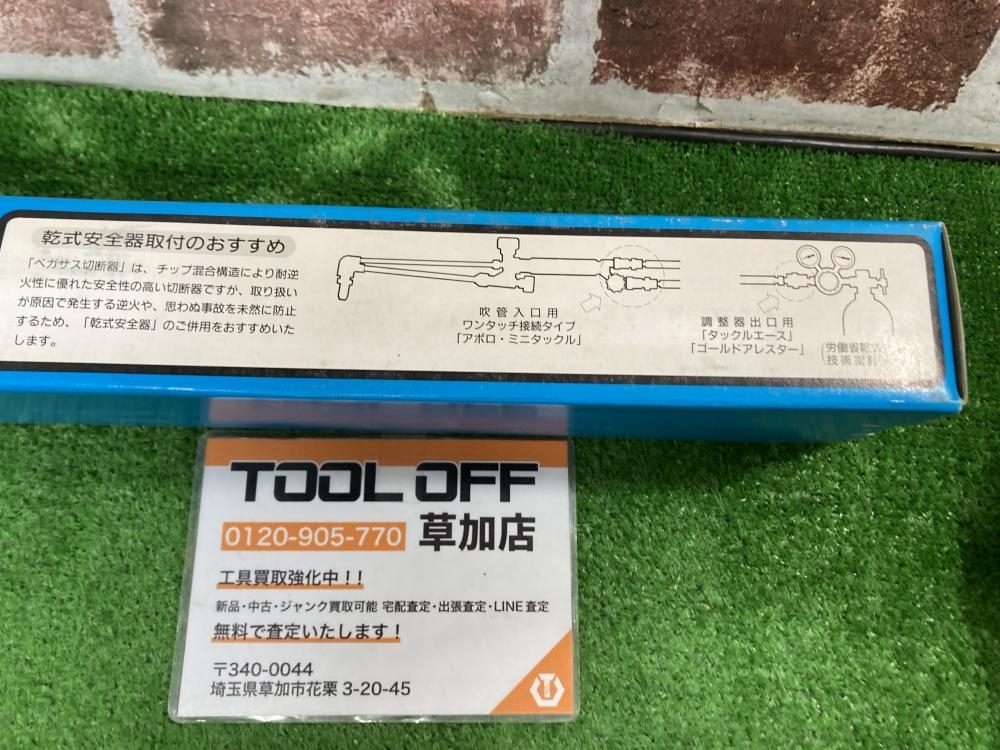 乾式安全器取付のおすすめ
「ペガサス切断器」は、チップ混合構造により耐逆
火性に優れた安全性の高い切断器ですが、取り扱い
が原因で発生する逆火や、思わぬ事故を未然に防止
するため、「乾式安全器」のご併用をおすすめいた
します。
吹管入口用
ワンタッチ接続タイプ
「アポロ・ミニタックル」
調整器出口用
「タックルエース」
「ゴールドアレスター」
労働省乾式
技術
TOOL OFF
0120-905-770 草加店
工具買取強化中!!
新品・中古・ジャンク買取可能 宅配査定・出張査定・LINE査定
無料で査定いたします!
〒340-0044
埼玉県草加市花栗 3-20-45